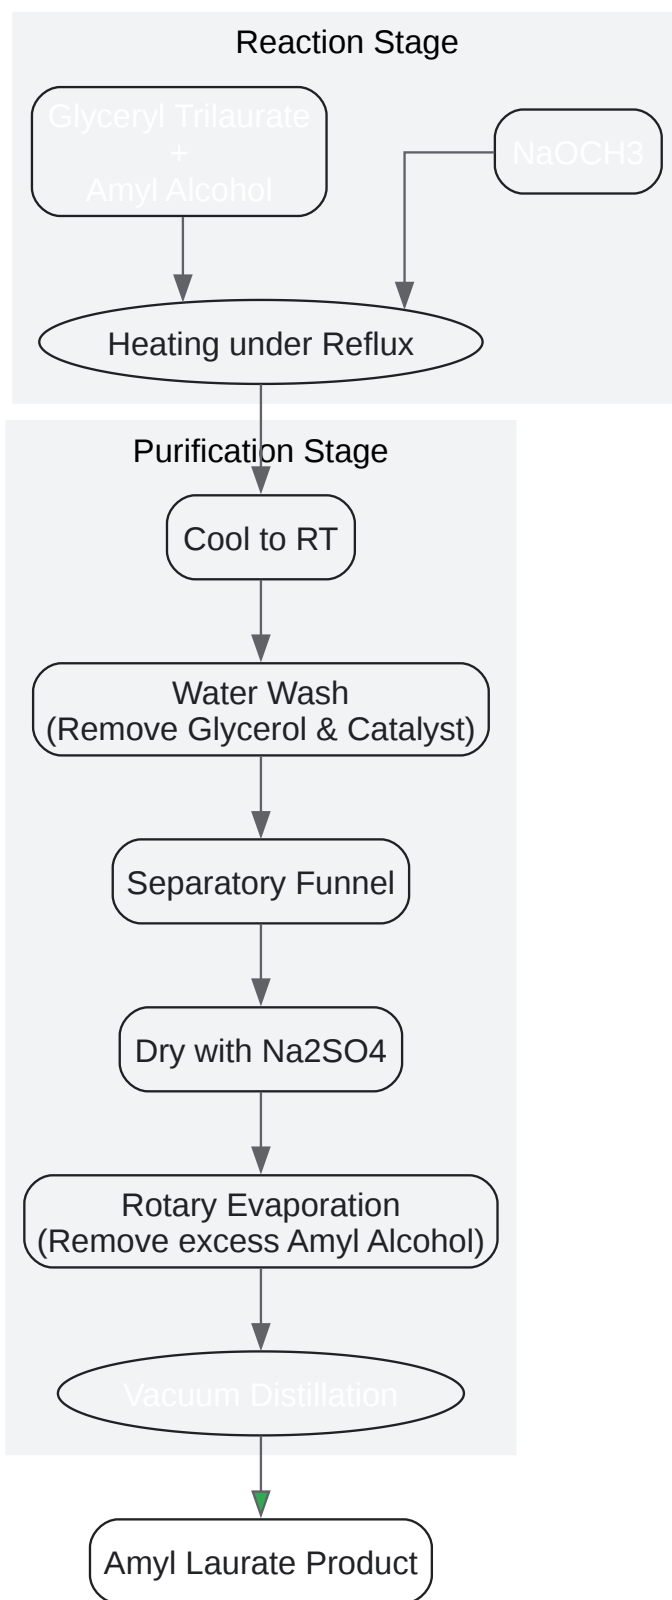 Reaction Stage
Glyceryl Trilaurate
+
Amyl Alcohol
NaOCH3
Heating under Reflux
Purification Stage
Cool to RT
Water Wash
(Remove Glycerol & Catalyst)
Separatory Funnel
Dry with Na2SO4
Rotary Evaporation
(Remove excess Amyl Alcohol)
Vacuum Distillation
Amyl Laurate Product